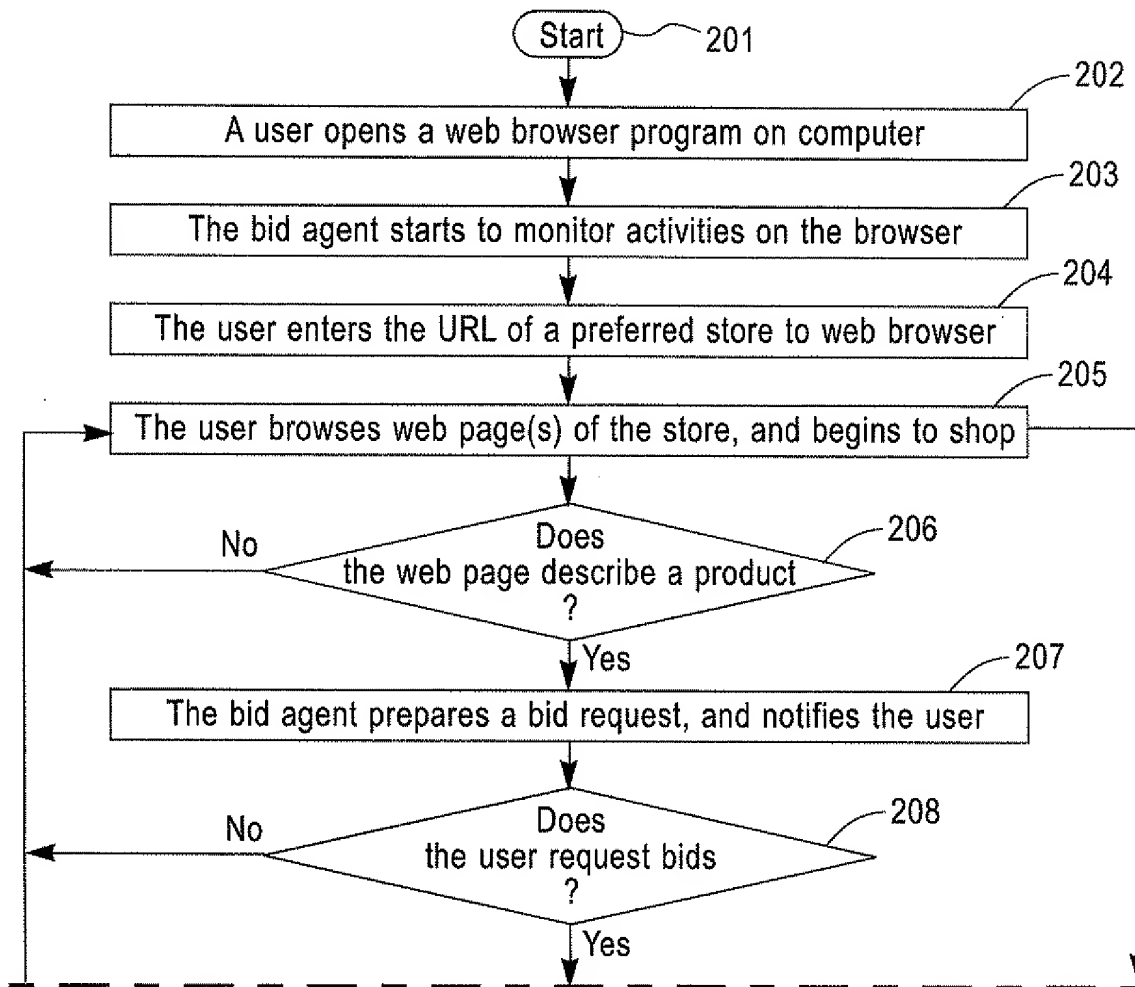 Start
201
202
A user opens a web browser program on computer
203
The bid agent starts to monitor activities on the browser
204
The user enters the URL of a preferred store to web browser
205
The user browses web page(s) of the store, and begins to shop
206
No
Does
the web page describe a product
?
Yes
207
The bid agent prepares a bid request, and notifies the user
208
No
Does
the user request bids
?
Yes